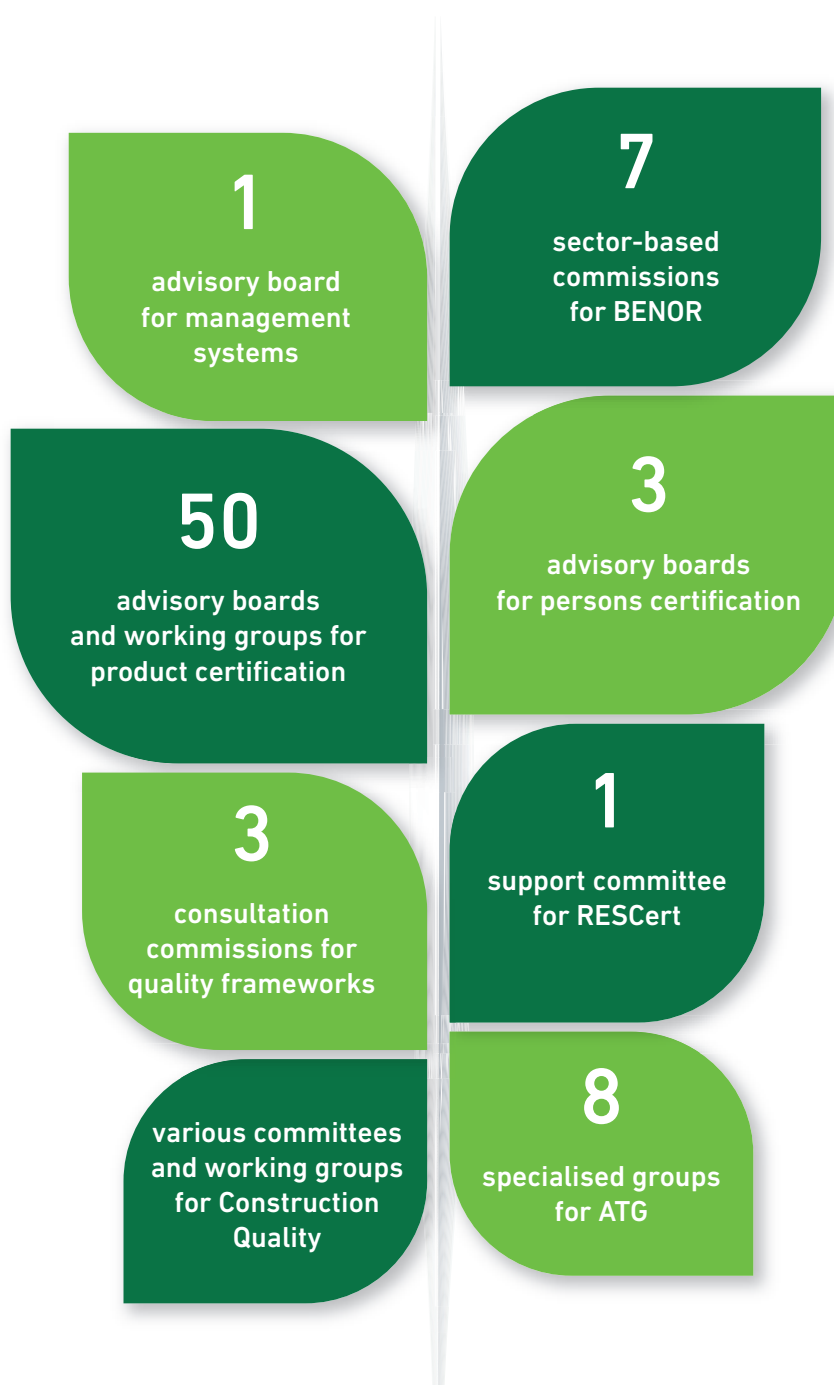 1
advisory board
for management
systems
7
sector-based
commissions
for BENOR
50
advisory boards
and working groups for
product certification
3
advisory boards
for persons certification
3
consultation
commissions for
quality frameworks
1
support committee
for RESCert
various committees
and working groups
for Construction
Quality
8
specialised groups
for ATG